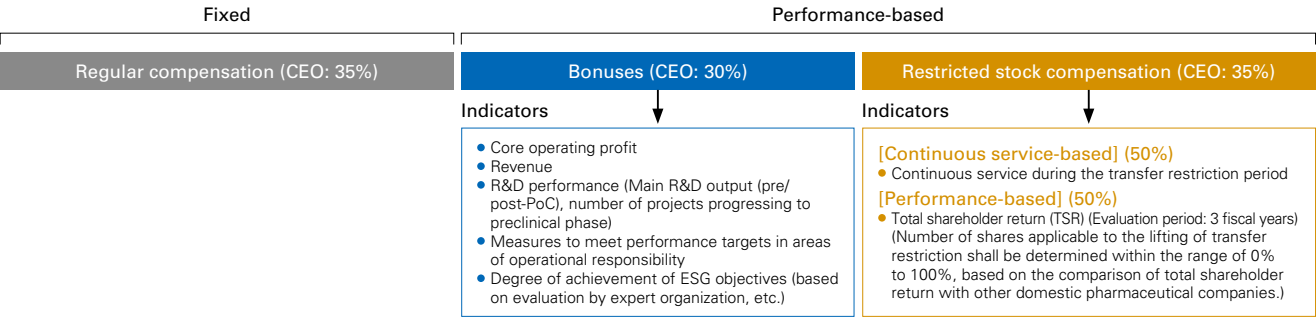 Fixed
Performance-based
Regular compensation (CEO: 35%)
Bonuses (CEO: 30%)
Restricted stock compensation (CEO: 35%)
Indicators
● Core operating profit
● Revenue
● R&D performance (Main R&D output (pre/
post-PoC), number of projects progressing to
preclinical phase)
● Measures to meet performance targets in areas
of operational responsibility
● Degree of achievement of ESG objectives (based
on evaluation by expert organization, etc.)
Indicators
[Continuous service-based] (50%)
● Continuous service during the transfer restriction period
[Performance-based] (50%)
● Total shareholder return (TSR) (Evaluation period: 3 fiscal years)
(Number of shares applicable to the lifting of transfer
restriction shall be determined within the range of 0%
to 100%, based on the comparison of total shareholder
return with other domestic pharmaceutical companies.)